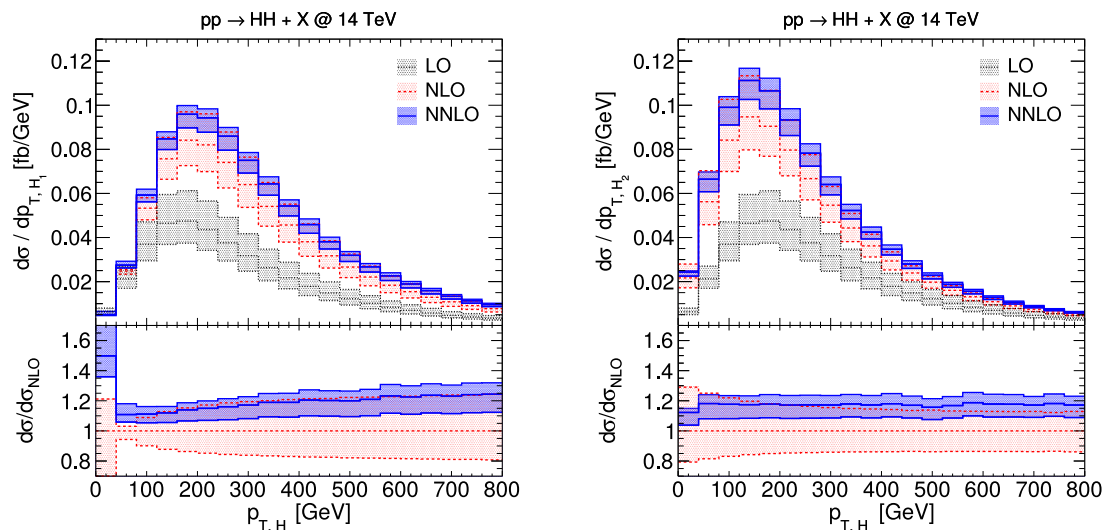 pp → HH + X @ 14 TeV
dσ / dp_{T, H_1} [fb/GeV]
0.12
0.1
0.08
0.06
0.04
0.02
LO
NLO
NNLO
dσ/dσ_{NLO}
1.6
1.4
1.2
1
0.8
0 100 200 300 400 500 600 700 800
p_{T, H} [GeV]
pp → HH + X @ 14 TeV
dσ / dp_{T, H_2} [fb/GeV]
0.12
0.1
0.08
0.06
0.04
0.02
LO
NLO
NNLO
dσ/dσ_{NLO}
1.6
1.4
1.2
1
0.8
0 100 200 300 400 500 600 700 800
p_{T, H} [GeV]